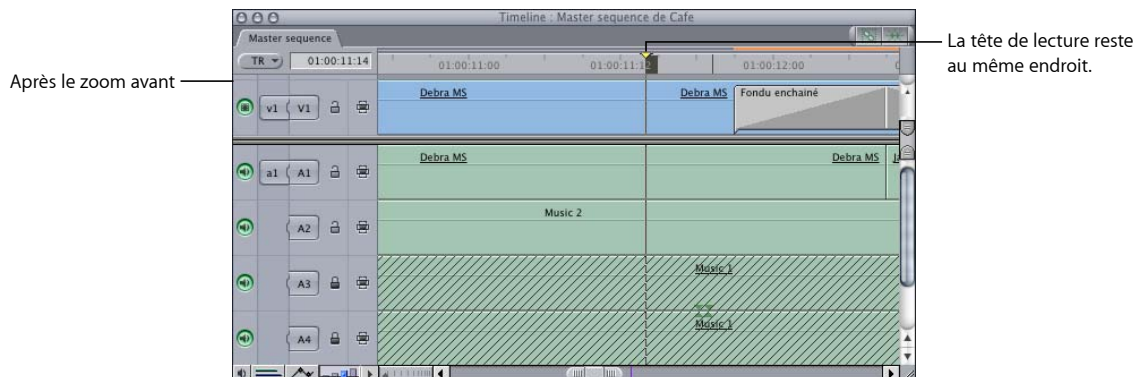 Timeline : Master sequence de Cafe
Master sequence
TR
01:00:11:14
01:00:11:00
01:00:11:12
01:00:12:00
La tête de lecture reste
au même endroit.
Après le zoom avant
v1
V1
Debra MS
Debra MS
Fondu enchaîné
a1
A1
Debra MS
Debra MS
A2
Music 2
A3
Music 1
A4
Music 1